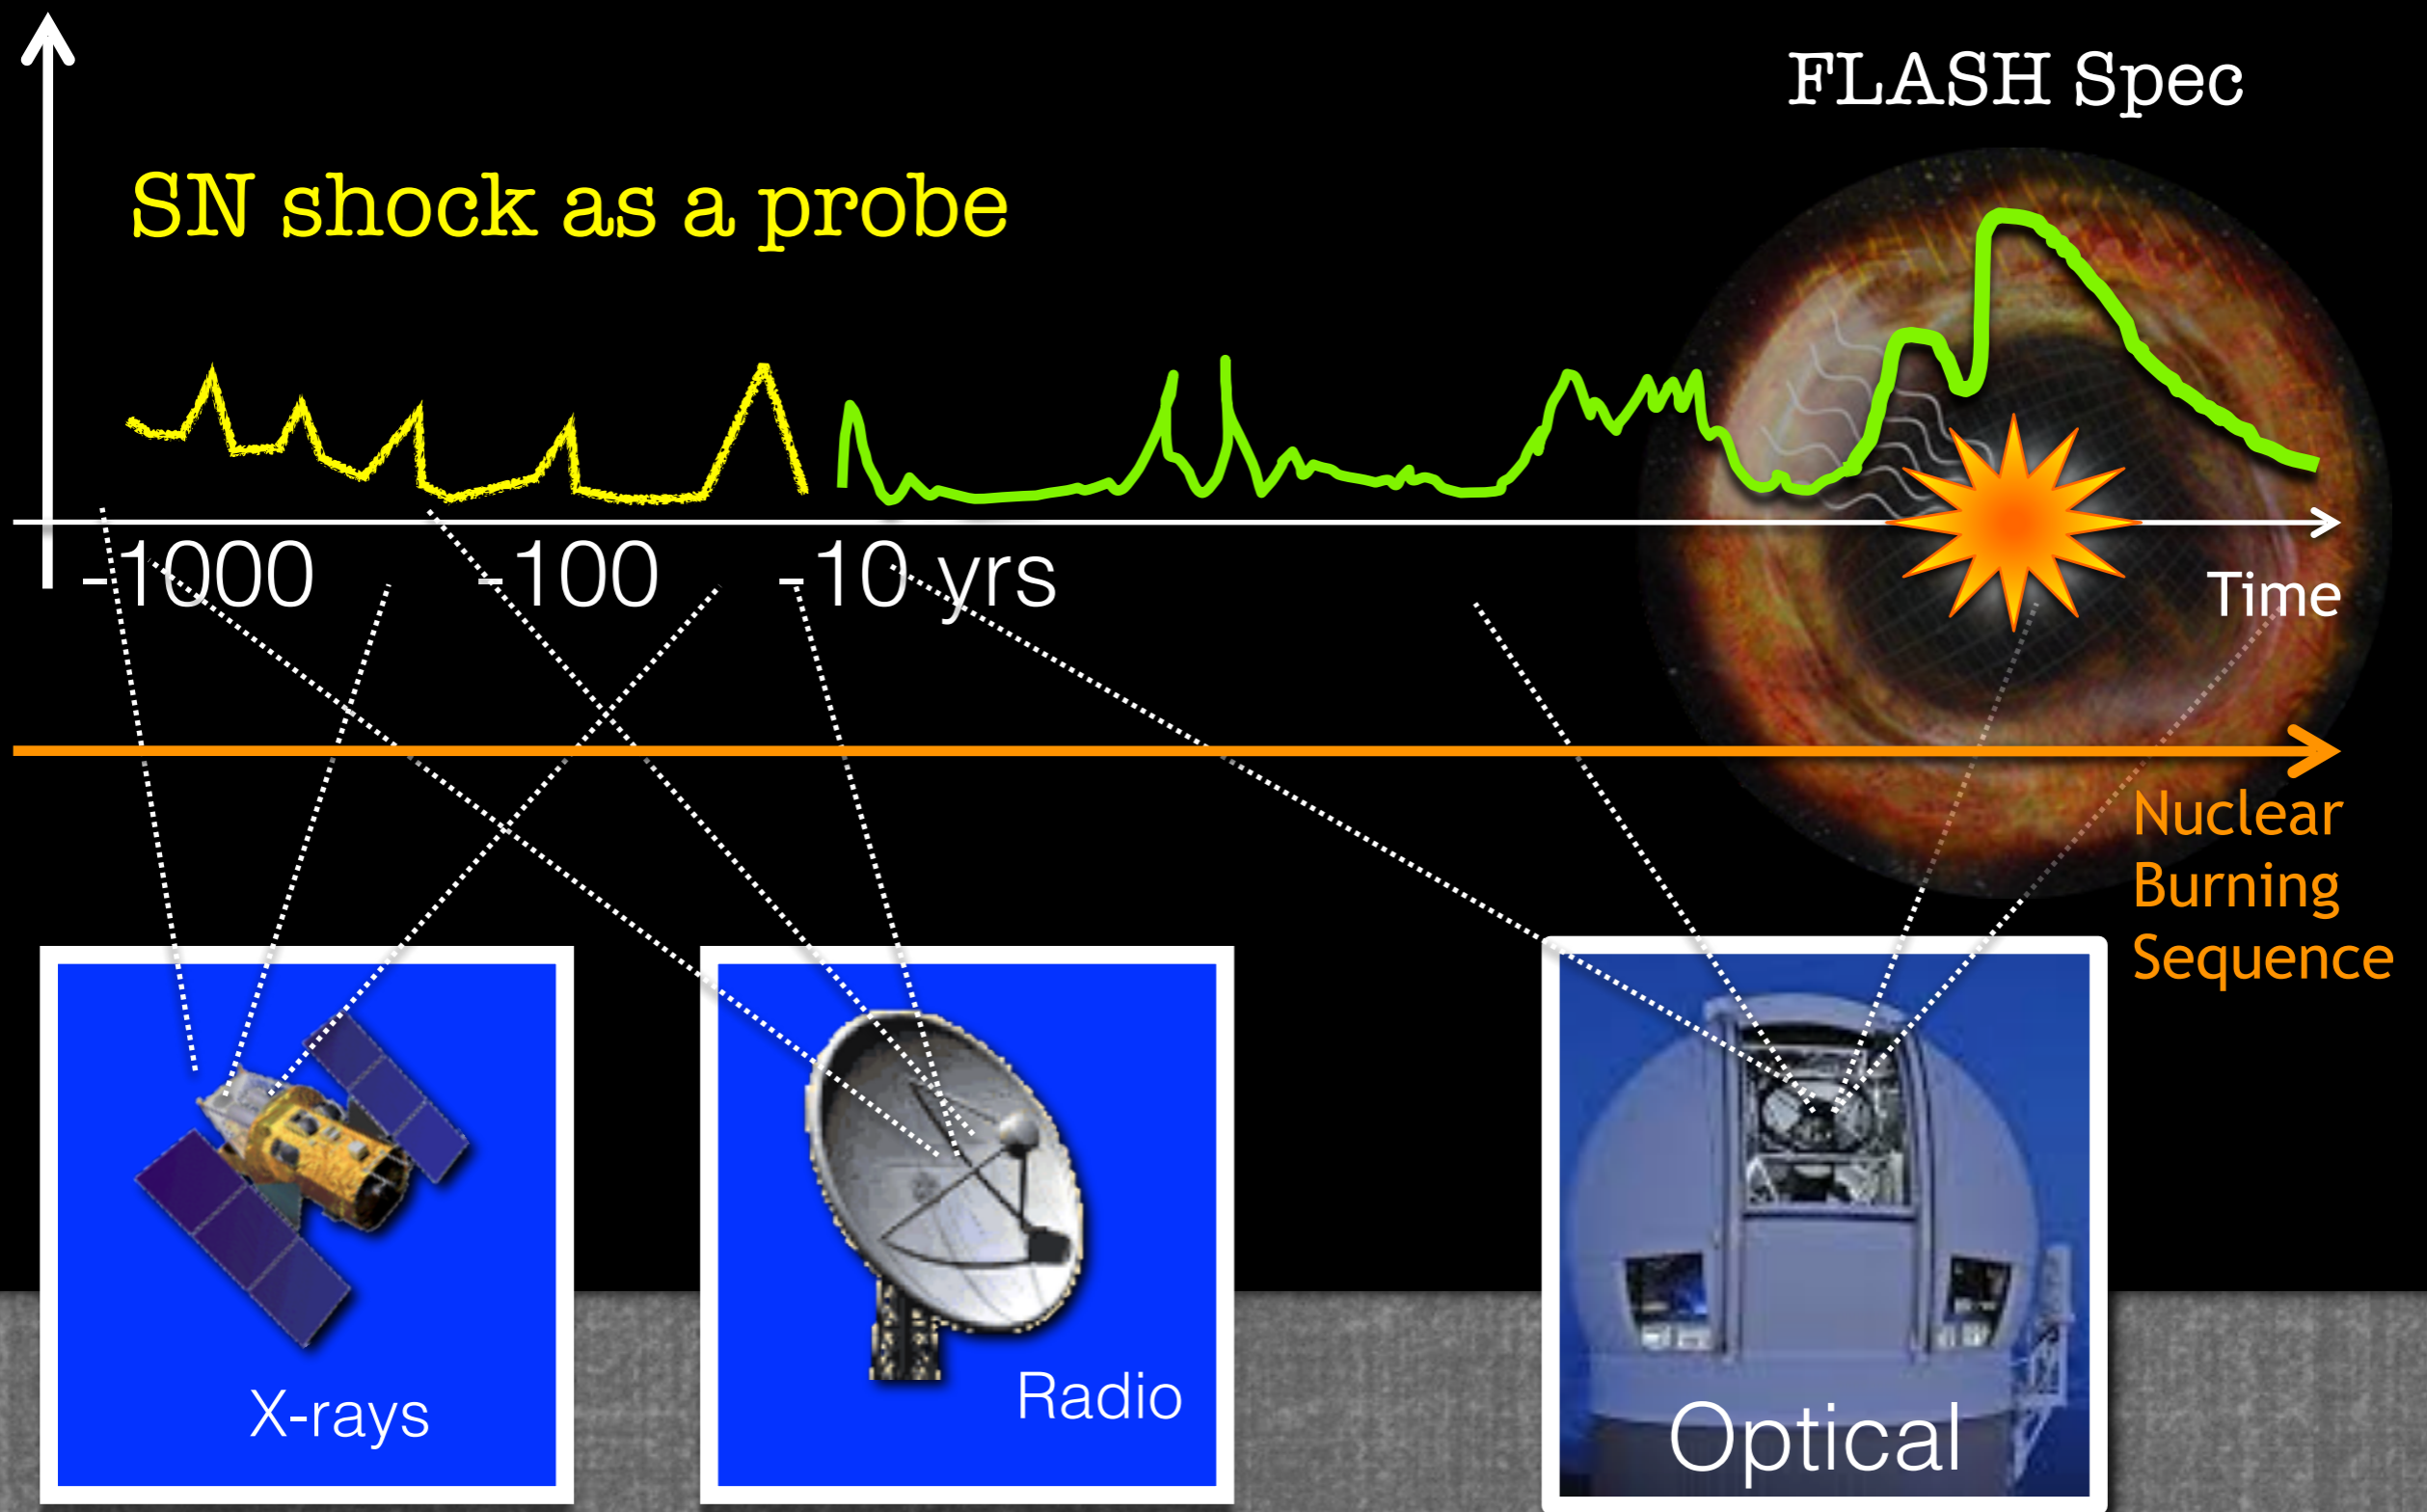 FLASH Spec
SN shock as a probe
-1000 -100 -10 yrs
Time
Nuclear
Burning
Sequence
X-rays
Radio
Optical